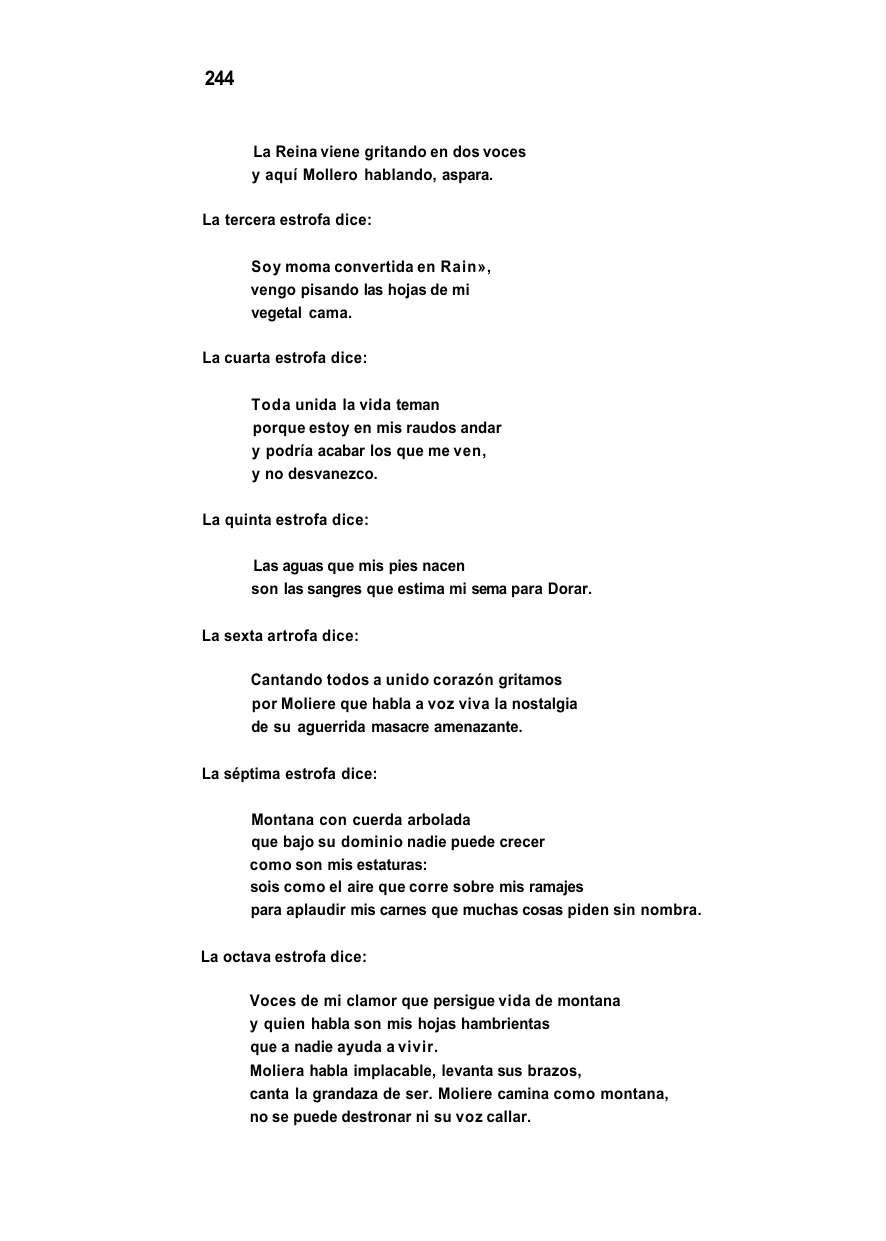 244
La Reina viene gritando en dos voces
y aquí Mollero hablando, aspara.
La tercera estrofa dice:
Soy moma convertida en Rain»,
vengo pisando las hojas de mi
vegetal cama.
La cuarta estrofa dice:
Toda unida la vida teman
porque estoy en mis raudos andar
y podría acabar los que me ven,
y no desvanezco.
La quinta estrofa dice:
Las aguas que mis pies nacen
son las sangres que estima mi sema para Dorar.
La sexta artrofa dice:
Cantando todos a unido corazón gritamos
por Moliere que habla a voz viva la nostalgia
de su aguerrida masacre amenazante.
La séptima estrofa dice:
Montana con cuerda arbolada
que bajo su dominio nadie puede crecer
como son mis estaturas:
sois como el aire que corre sobre mis ramajes
para aplaudir mis carnes que muchas cosas piden sin nombra.
La octava estrofa dice:
Voces de mi clamor que persigue vida de montana
y quien habla son mis hojas hambrientas
que a nadie ayuda a vivir.
Moliera habla implacable, levanta sus brazos,
canta la grandaza de ser. Moliere camina como montana,
no se puede destronar ni su voz callar.